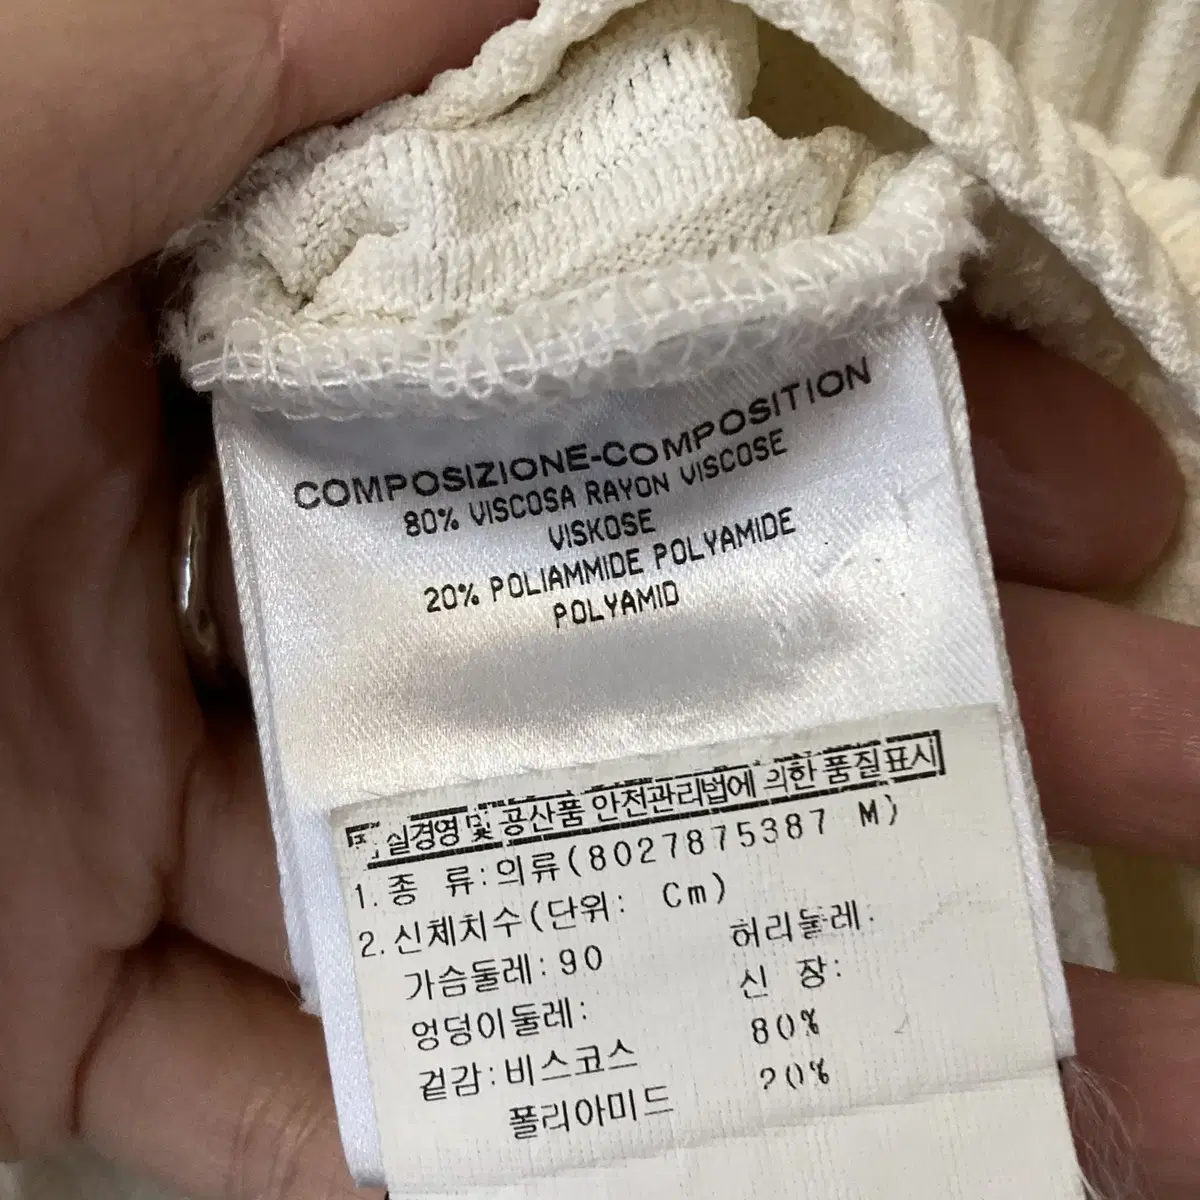 COMPOSIZIONE-COMPOSITION
80% VISCOSA RAYON VISCOSE
VISKOSE
20% POLIAMMIDE POLYAMIDE
POLYAMID
실경영 및 공산품 안전관리법에 의한 품질표시
1. 종 류: 의류(8027875387 M)
2. 신체치수(단위: Cm)
가슴둘레: 90 허리둘레:
엉덩이둘레: 신 장:
겉감: 비스코스 80%
폴리아미드 20%